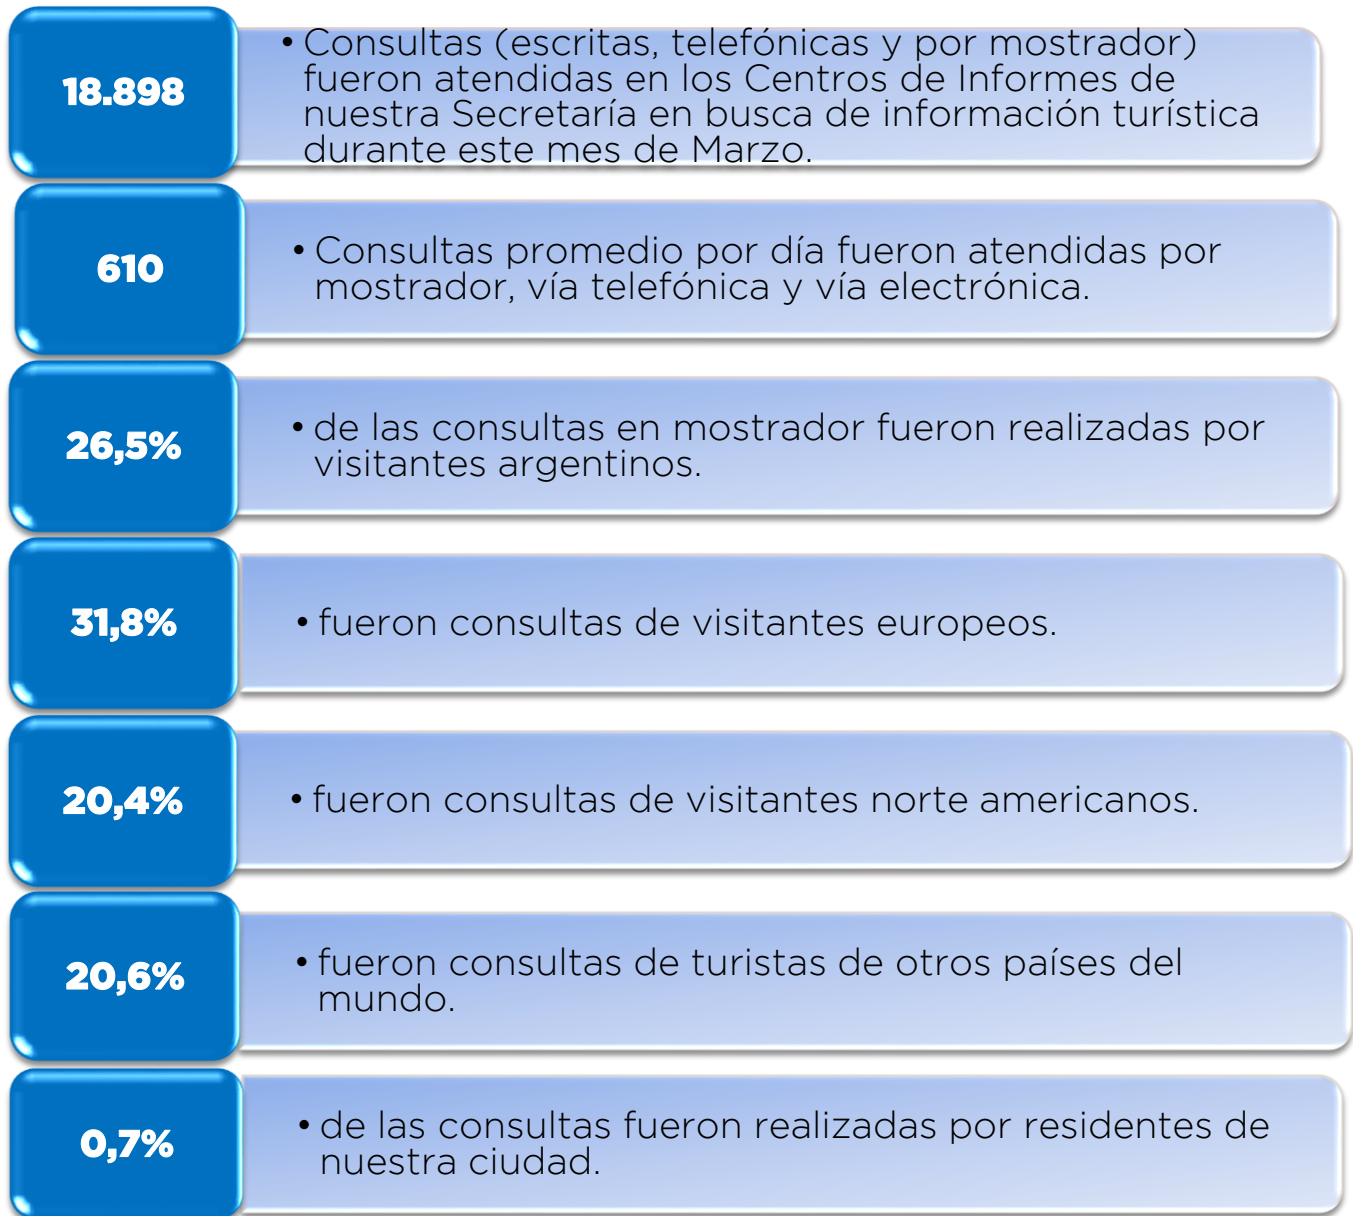 18.898
• Consultas (escritas, telefónicas y por mostrador)
fueron atendidas en los Centros de Informes de
nuestra Secretaría en busca de información turística
durante este mes de Marzo.
610
• Consultas promedio por día fueron atendidas por
mostrador, vía telefónica y vía electrónica.
26,5%
• de las consultas en mostrador fueron realizadas por
visitantes argentinos.
31,8%
• fueron consultas de visitantes europeos.
20,4%
• fueron consultas de visitantes norte americanos.
20,6%
• fueron consultas de turistas de otros países del
mundo.
0,7%
• de las consultas fueron realizadas por residentes de
nuestra ciudad.